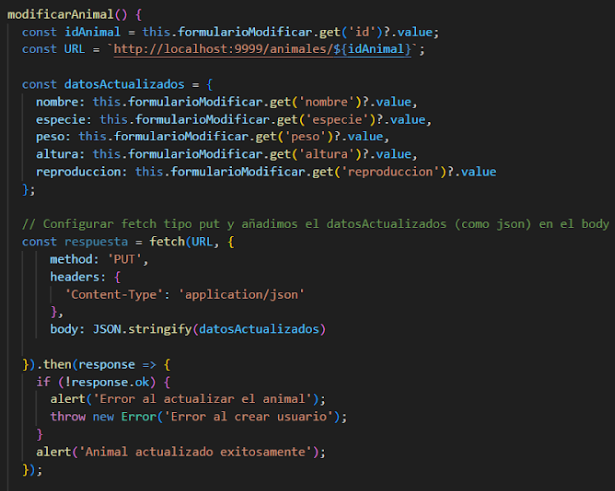 modificarAnimal() {
  const idAnimal = this.formularioModificar.get('id')?.value;
  const URL = `http://localhost:9999/animales/${idAnimal}`;

  const datosActualizados = {
    nombre: this.formularioModificar.get('nombre')?.value,
    especie: this.formularioModificar.get('especie')?.value,
    peso: this.formularioModificar.get('peso')?.value,
    altura: this.formularioModificar.get('altura')?.value,
    reproduccion: this.formularioModificar.get('reproduccion')?.value
  };

  // Configurar fetch tipo put y añadimos el datosActualizados (como json) en el body
  const respuesta = fetch(URL, {
      method: 'PUT',
      headers: {
        'Content-Type': 'application/json'
      },
      body: JSON.stringify(datosActualizados)

  }).then(response => {
    if (!response.ok) {
      alert('Error al actualizar el animal');
      throw new Error('Error al crear usuario');
    }
    alert('Animal actualizado exitosamente');
  });